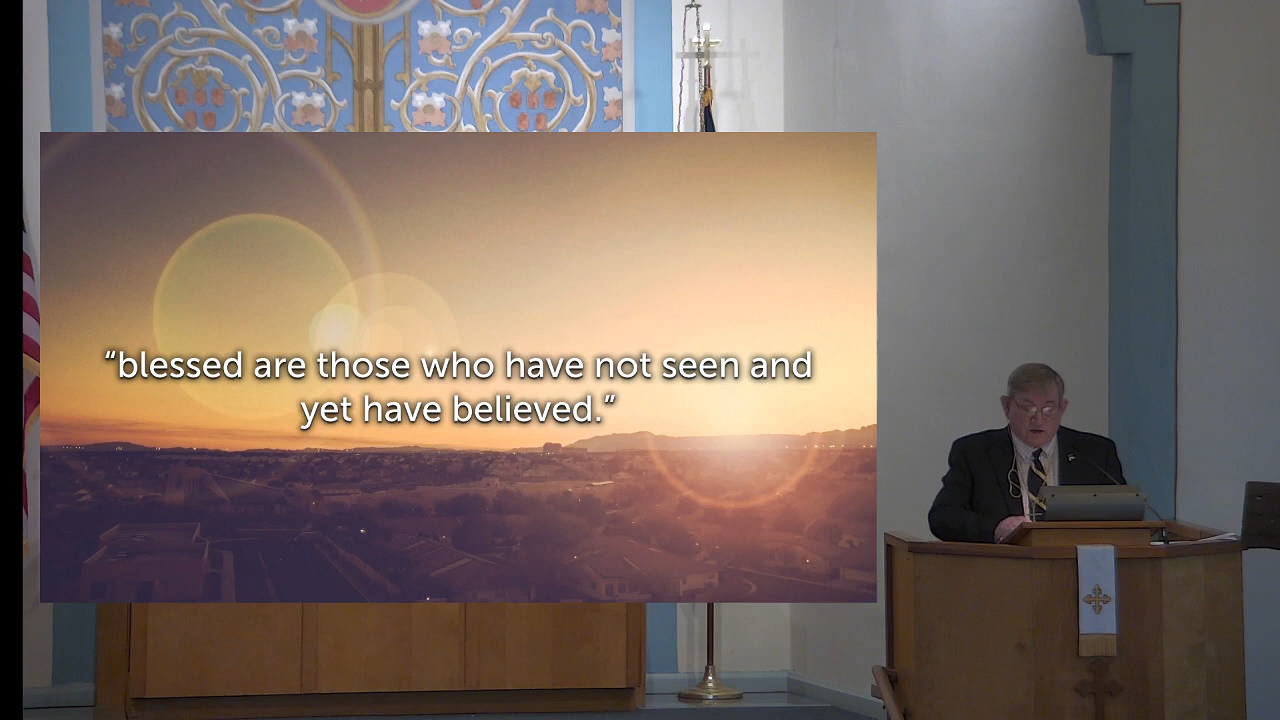 “blessed are those who have not seen and
yet have believed.”